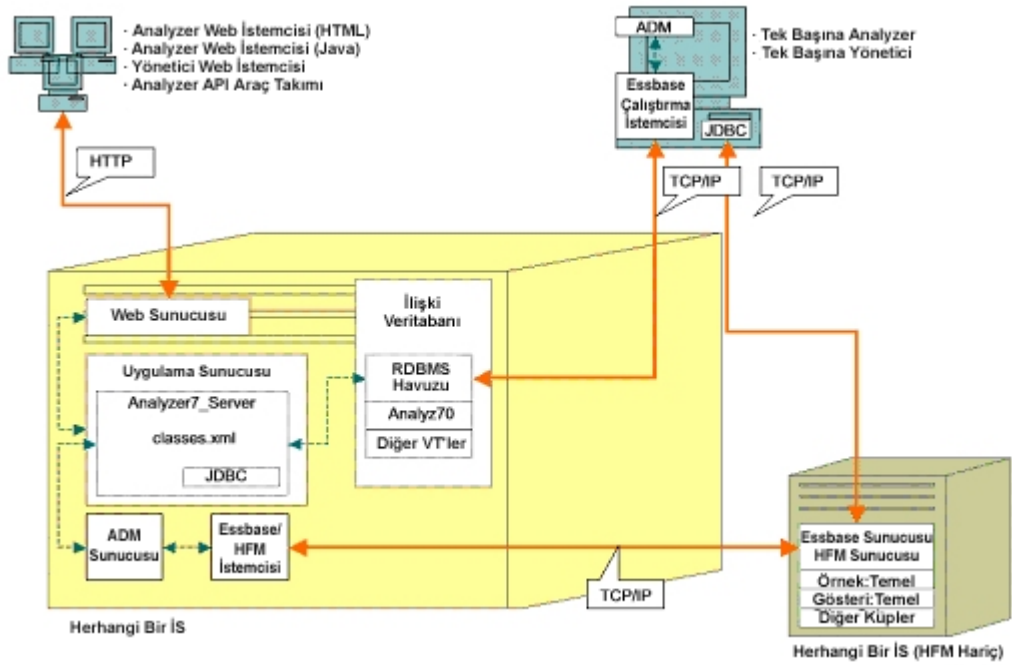 · Analyzer Web İstemcisi (HTML)
· Analyzer Web İstemcisi (Java)
· Yönetici Web İstemcisi
· Analyzer API Araç Takımı
ADM
Essbase
Çalıştırma
İstemcisi
JDBC
· Tek Başına Analyzer
· Tek Başına Yönetici
HTTP
TCP/IP
TCP/IP
Web Sunucusu
İlişki
Veritabanı
Uygulama Sunucusu
Analyzer7_Server
classes.xml
JDBC
RDBMS
Havuzu
Analyz70
Diğer VT'ler
ADM
Sunucusu
Essbase/
HFM
İstemcisi
TCP/IP
Essbase Sunucusu
HFM Sunucusu
Örnek:Temel
Gösteri:Temel
Diğer Küpler
Herhangi Bir İS
Herhangi Bir İS (HFM Hariç)